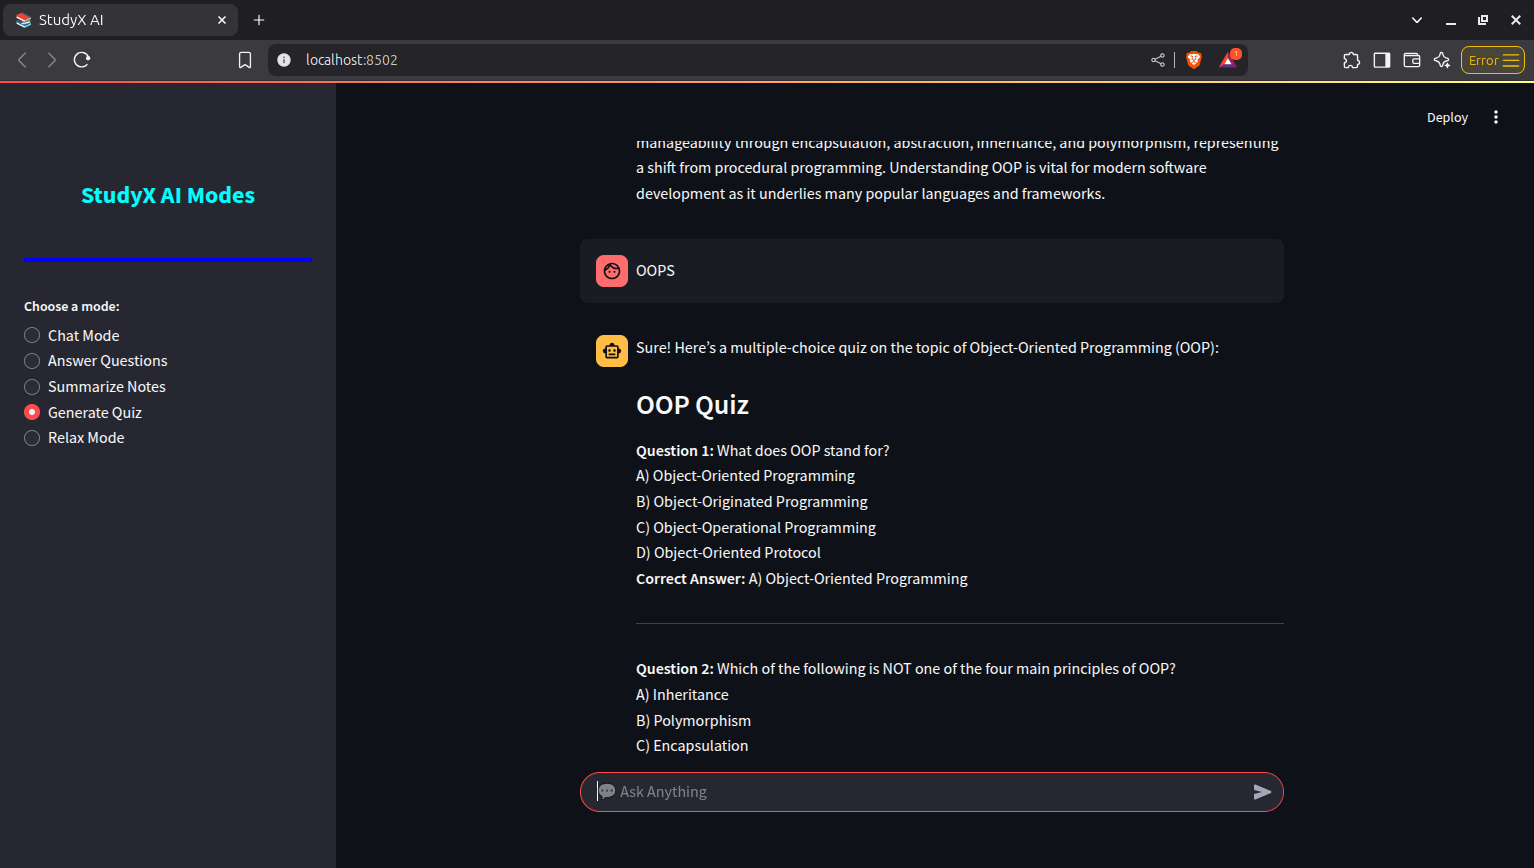 StudyX AI
localhost:8502
1
Error
Deploy
StudyX AI Modes
Choose a mode:
Chat Mode
Answer Questions
Summarize Notes
Generate Quiz
Relax Mode
manageability through encapsulation, abstraction, inheritance, and polymorphism, representing
a shift from procedural programming. Understanding OOP is vital for modern software
development as it underlies many popular languages and frameworks.
OOPS
Sure! Here’s a multiple-choice quiz on the topic of Object-Oriented Programming (OOP):
OOP Quiz
Question 1: What does OOP stand for?
A) Object-Oriented Programming
B) Object-Originated Programming
C) Object-Operational Programming
D) Object-Oriented Protocol
Correct Answer: A) Object-Oriented Programming
Question 2: Which of the following is NOT one of the four main principles of OOP?
A) Inheritance
B) Polymorphism
C) Encapsulation
💬 Ask Anything